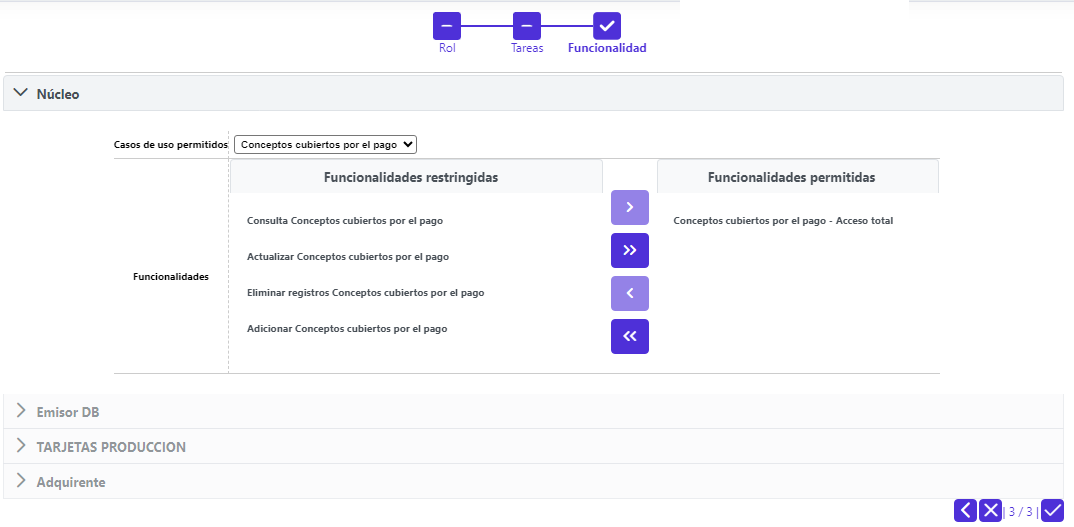 Rol
Tareas
Funcionalidad
Núcleo
Casos de uso permitidos
Conceptos cubiertos por el pago
Funcionalidades restringidas
Funcionalidades permitidas
Consulta Conceptos cubiertos por el pago
Conceptos cubiertos por el pago - Acceso total
Actualizar Conceptos cubiertos por el pago
Funcionalidades
Eliminar registros Conceptos cubiertos por el pago
Adicionar Conceptos cubiertos por el pago
Emisor DB
TARJETAS PRODUCCION
Adquirente
| 3 / 3 |